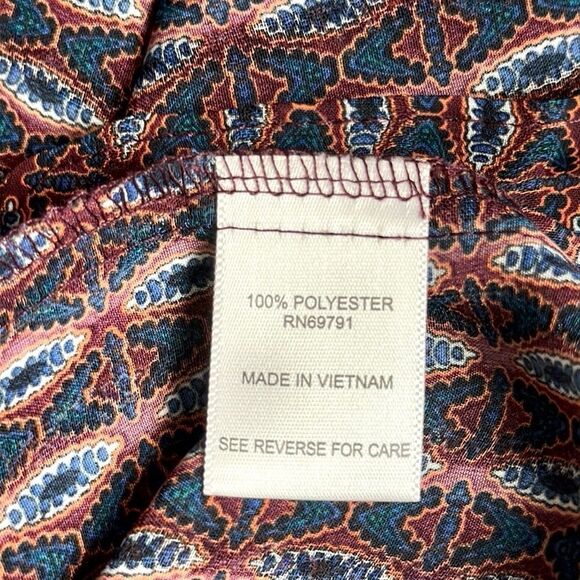 100% POLYESTER
RN69791
MADE IN VIETNAM
SEE REVERSE FOR CARE